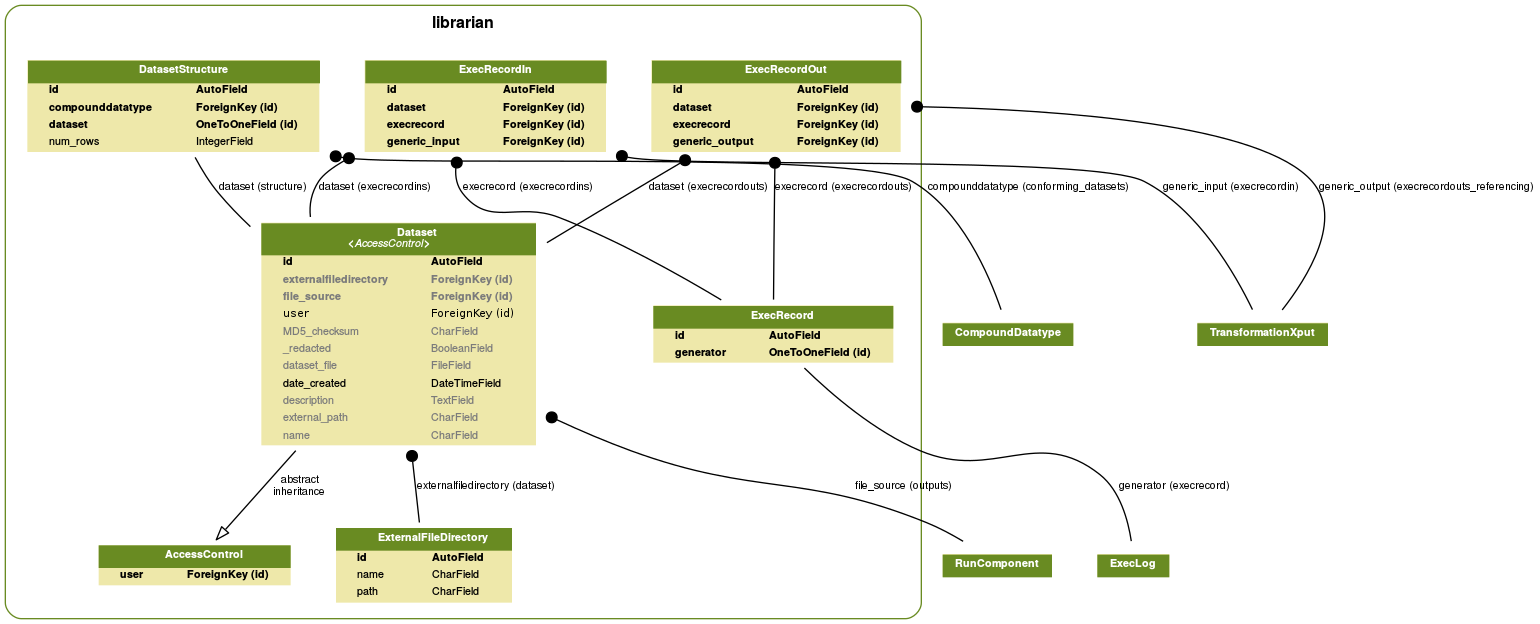 librarian
DatasetStructure
id AutoField
compounddatatype ForeignKey (id)
dataset OneToOneField (id)
num_rows IntegerField
ExecRecordIn
id AutoField
dataset ForeignKey (id)
execrecord ForeignKey (id)
generic_input ForeignKey (id)
ExecRecordOut
id AutoField
dataset ForeignKey (id)
execrecord ForeignKey (id)
generic_output ForeignKey (id)
dataset (structure)
dataset (execrecordins)
execrecord (execrecordins)
dataset (execrecordouts)
execrecord (execrecordouts)
compounddatatype (conforming_datasets)
generic_input (execrecordin)
generic_output (execrecordouts_referencing)
Dataset
<AccessControl>
id AutoField
externalfiledirectory ForeignKey (id)
file_source ForeignKey (id)
user ForeignKey (id)
MD5_checksum CharField
_redacted BooleanField
dataset_file FileField
date_created DateTimeField
description TextField
external_path CharField
name CharField
ExecRecord
id AutoField
generator OneToOneField (id)
CompoundDatatype
TransformationXput
abstract
inheritance
externalfiledirectory (dataset)
file_source (outputs)
generator (execrecord)
AccessControl
user ForeignKey (id)
ExternalFileDirectory
id AutoField
name CharField
path CharField
RunComponent
ExecLog